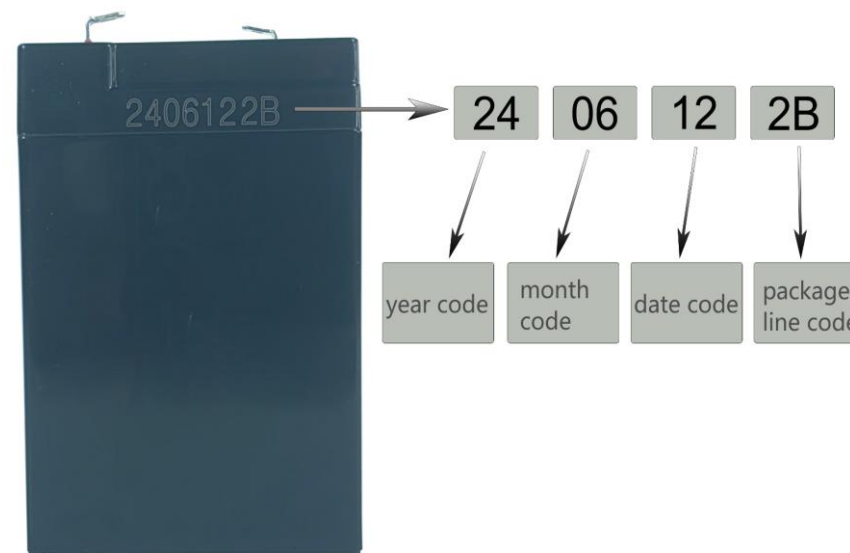 2406122B
24 06 12 2B
year code
month
code
date code
package
line code